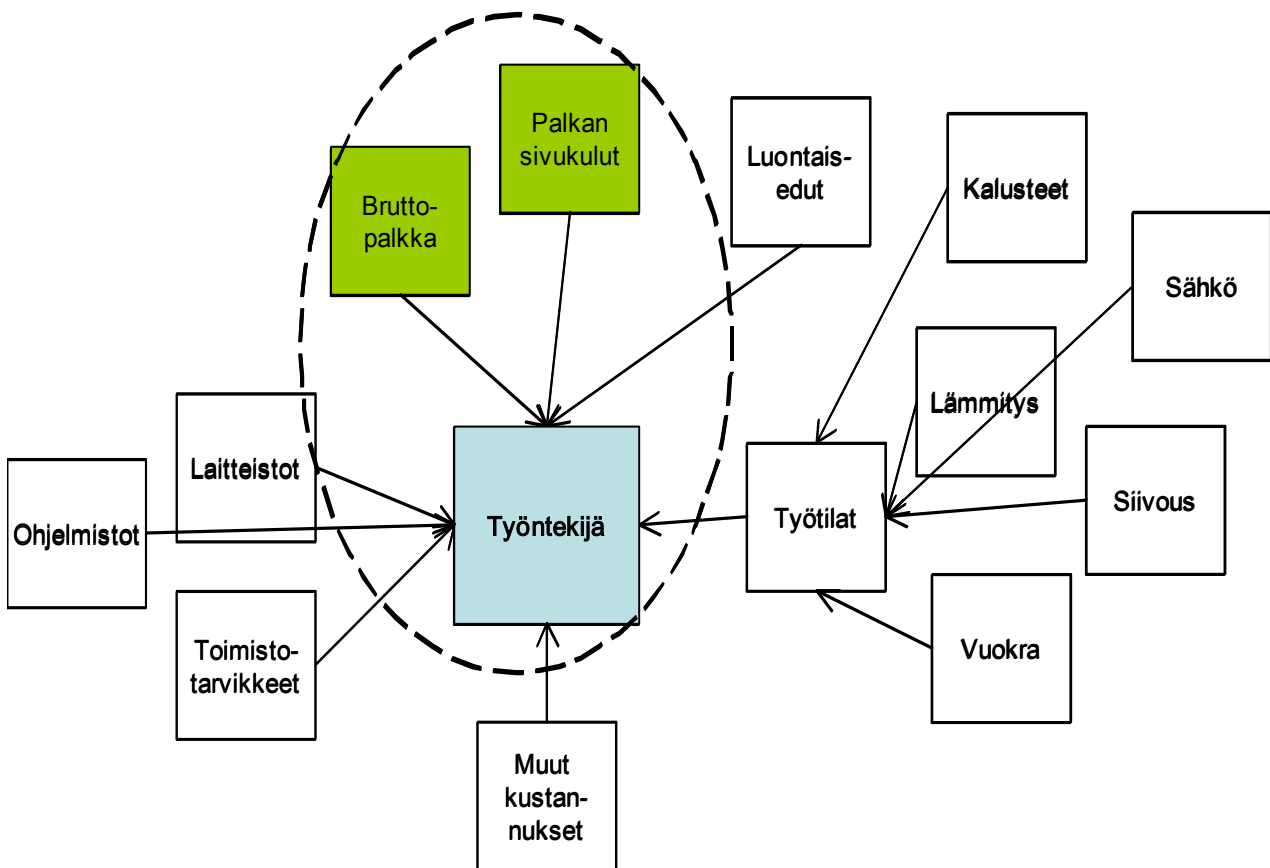 Palkan
sivukulut
Brutto-
palkka
Luontais-
edut
Kalusteet
Sähkö
Lämmitys
Laitteistot
Ohjelmistot
Työntekijä
Työtilat
Siivous
Toimisto-
tarvikkeet
Vuokra
Muut
kustan-
nukset